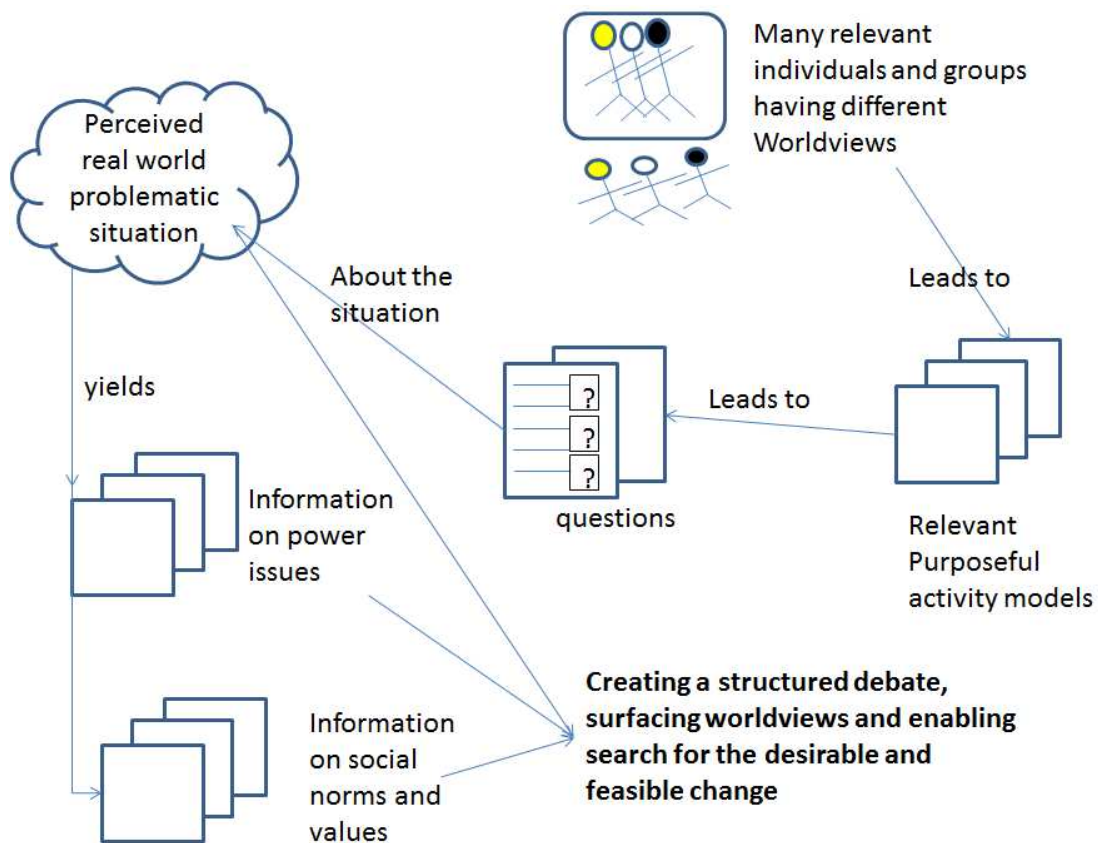 Many relevant
individuals and groups
having different
Worldviews
Perceived
real world
problematic
situation
About the
situation
Leads to
yields
Leads to
?
?
?
questions
Information
on power
issues
Relevant
Purposeful
activity models
Creating a structured debate,
surfacing worldviews and enabling
search for the desirable and
feasible change
Information
on social
norms and
values